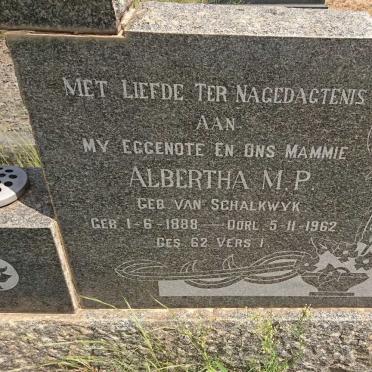 MET LIEFDE TER NAGEDAGTENIS
AAN
MY EGGENOTE EN ONS MAMMIE
ALBERTHA M.P.
GEB VAN SCHALKWYK
GEB 1-6-1888 — OORL 5-11-1962
GES 62 VERS 1